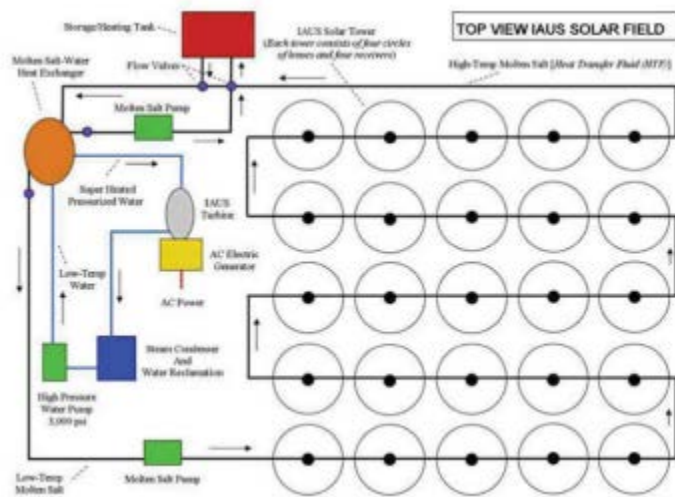 Storage/Heating Tank
IAUS Solar Tower
(Each tower consists of four circles
of lenses and four receivers)
TOP VIEW IAUS SOLAR FIELD
Molten Salt-Water
Heat Exchanger
Flow Valves
High-Temp Molten Salt [Heat Transfer Fluid (HTF)]
Molten Salt Pump
Super Heated
Pressurized Water
IAUS
Turbine
Low-Temp
Water
AC Electric
Generator
AC Power
Steam Condenser
And
Water Reclamation
High Pressure
Water Pump
3,000 psi
Low-Temp
Molten Salt
Molten Salt Pump